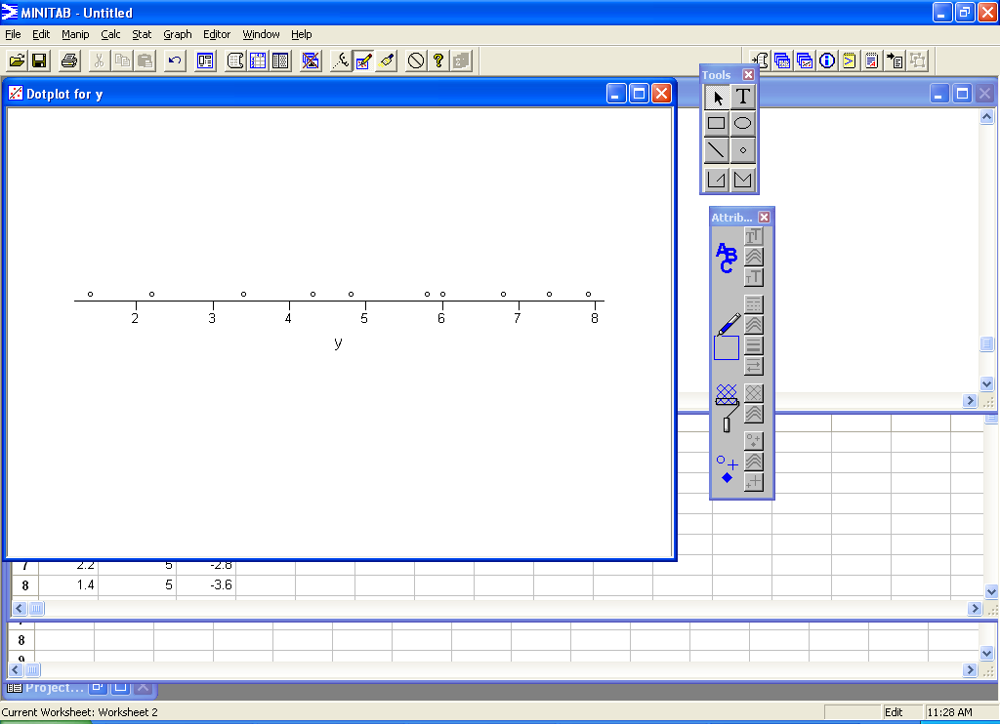 MINITAB - Untitled
File Edit Manip Calc Stat Graph Editor Window Help
Tools
Dotplot for y
T
Attrib...
ABC
2 3 4 5 6 7 8
y
7 2.2 5 -2.8
8 1.4 5 -3.6
8
9
Project...
Current Worksheet: Worksheet 2 Edit 11:28 AM